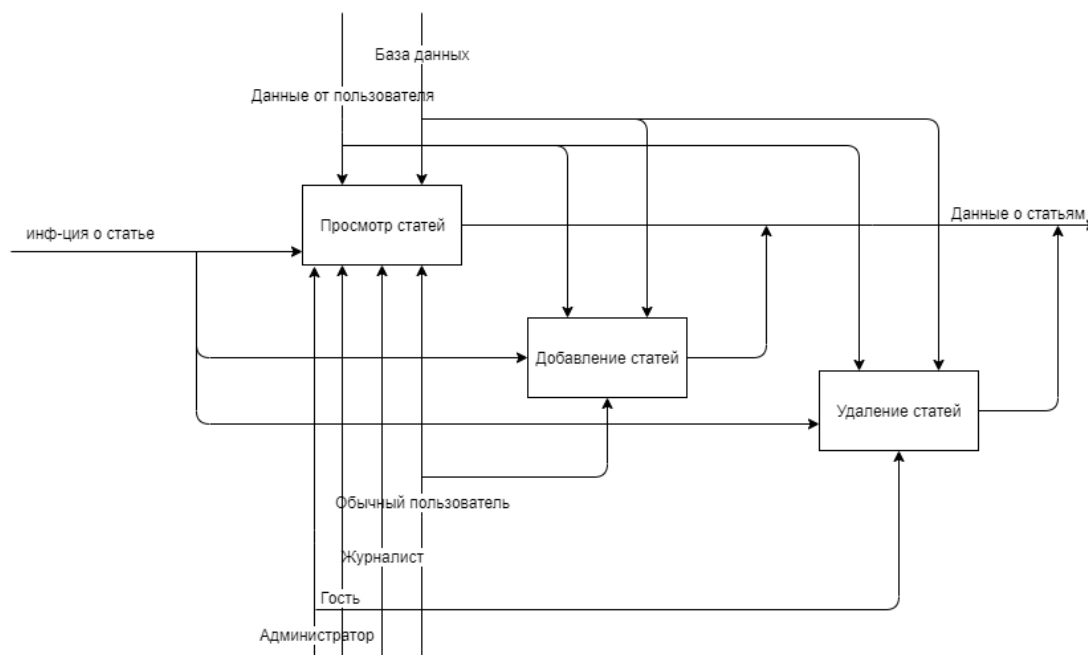 База данных
Данные от пользователя
Данные о статьям
Просмотр статей
инф-ция о статье
Добавление статей
Удаление статей
Обычный пользователь
Журналист
Гость
Администратор